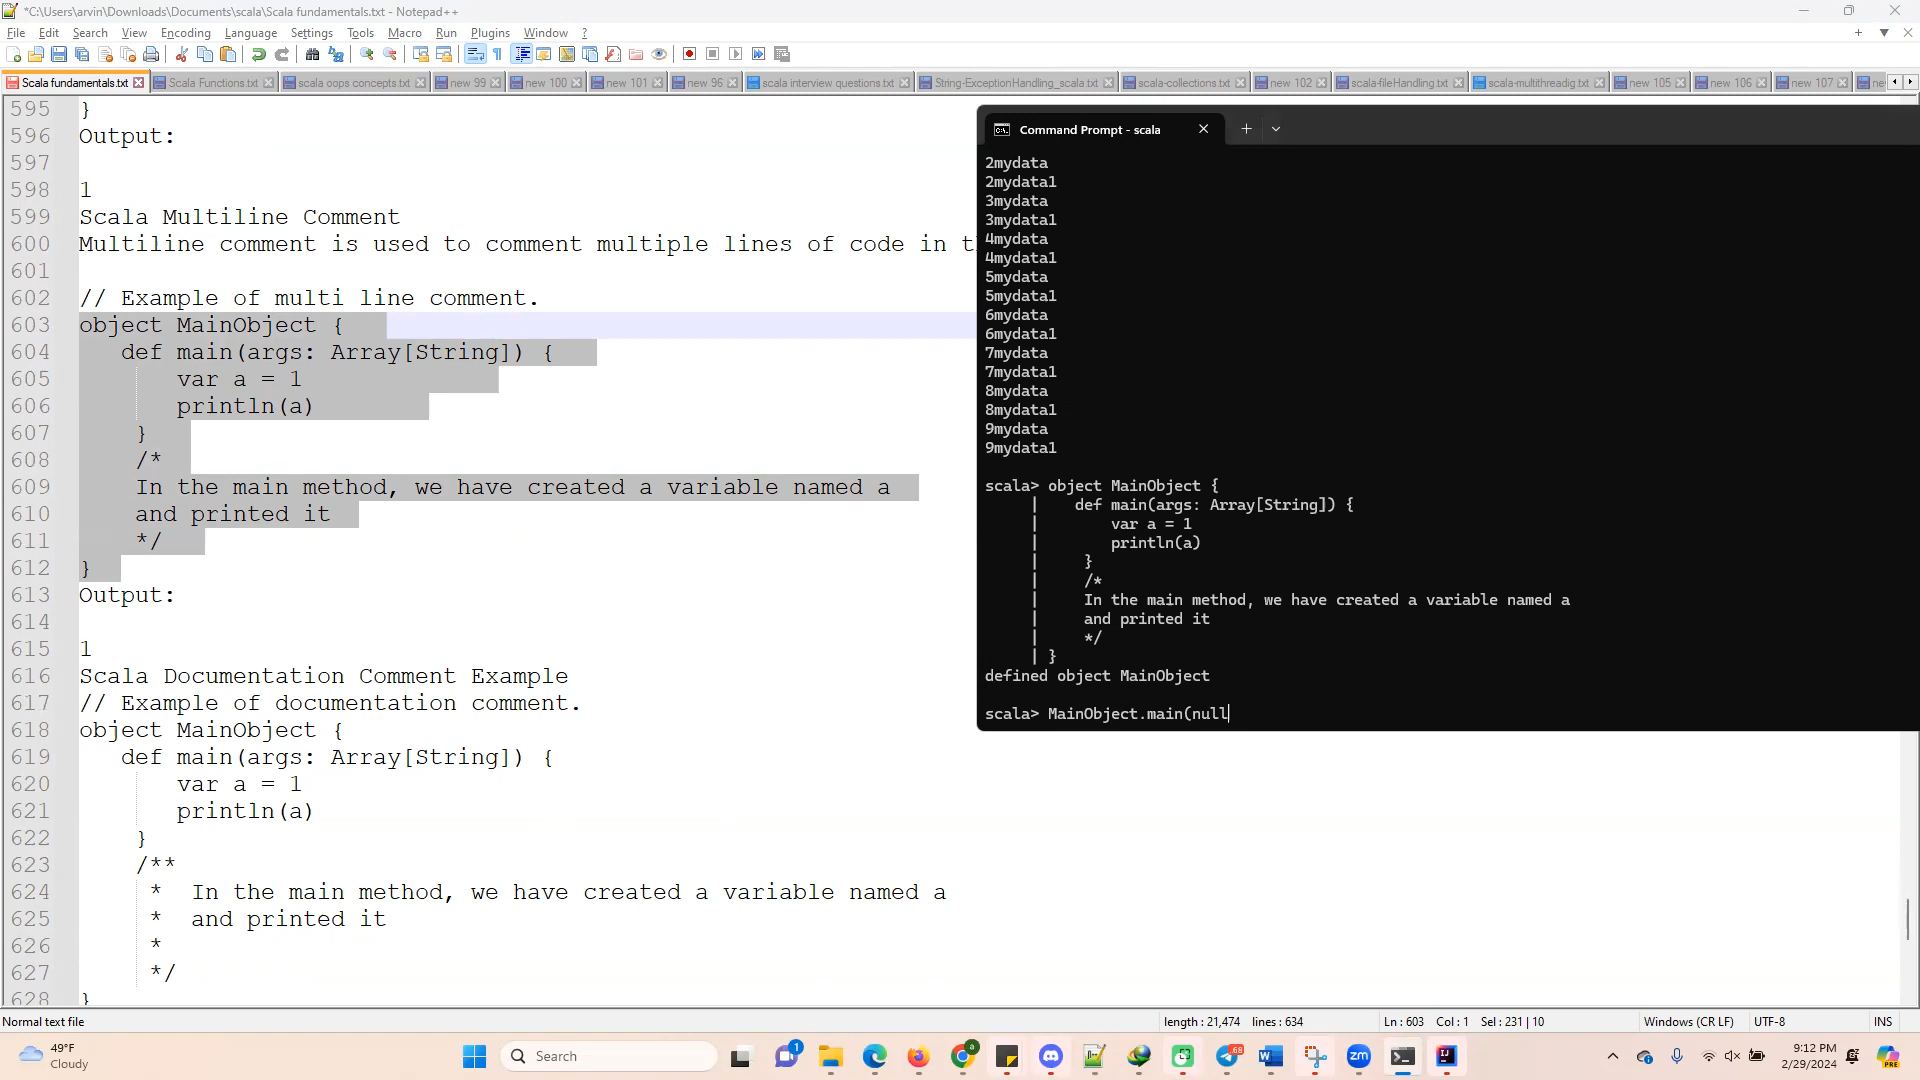 *C:\Users\arvin\Downloads\Documents\scala\Scala fundamentals.txt - Notepad++
File Edit Search View Encoding Language Settings Tools Macro Run Plugins Window ?
Scala fundamentals.txt Scala Functions.txt scala oops concepts.txt new 99 new 100 new 101 new 96 scala interview questions.txt String-ExceptionHandling_scala.txt scala-collections.txt new 102 scala-fileHandling.txt scala-multithreadig.txt new 105 new 106 new 107
595 }
596 Output:
597
598 1
599 Scala Multiline Comment
600 Multiline comment is used to comment multiple lines of code in t
601
602 // Example of multi line comment.
603 object MainObject {
604 def main(args: Array[String]) {
605 var a = 1
606 println(a)
607 }
608 /*
609 In the main method, we have created a variable named a
610 and printed it
611 */
612 }
613 Output:
614
615 1
616 Scala Documentation Comment Example
617 // Example of documentation comment.
618 object MainObject {
619 def main(args: Array[String]) {
620 var a = 1
621 println(a)
622 }
623 /**
624 * In the main method, we have created a variable named a
625 * and printed it
626 *
627 */
628 }
Command Prompt - scala
2mydata
2mydata1
3mydata
3mydata1
4mydata
4mydata1
5mydata
5mydata1
6mydata
6mydata1
7mydata
7mydata1
8mydata
8mydata1
9mydata
9mydata1
scala> object MainObject {
| def main(args: Array[String]) {
| var a = 1
| println(a)
| }
| /*
| In the main method, we have created a variable named a
| and printed it
| */
| }
defined object MainObject
scala> MainObject.main(null
Normal text file length : 21,474 lines : 634 Ln : 603 Col : 1 Sel : 231 | 10 Windows (CR LF) UTF-8 INS
49°F
Cloudy
Search
1
68
zm
9:12 PM
2/29/2024
PRE